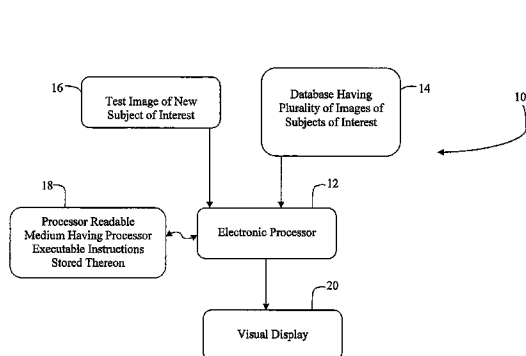 16
Test Image of New
Subject of Interest
Database Having
Plurality of Images of
Subjects of Interest
14
10
18
Processor Readable
Medium Having Processor
Executable Instructions
Stored Thereon
12
Electronic Processor
20
Visual Display